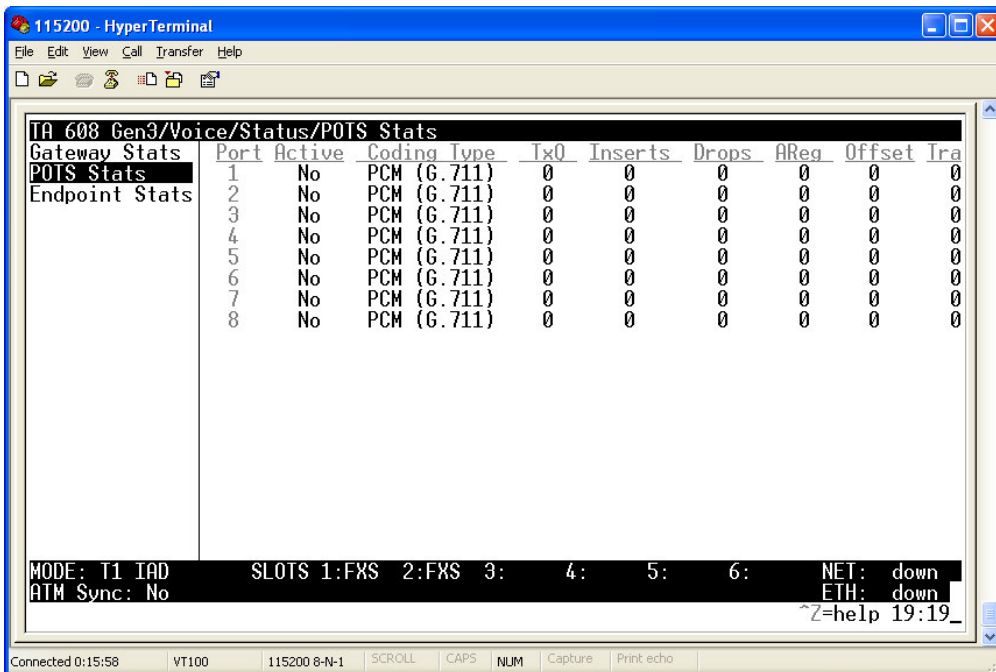 115200 - HyperTerminal
File Edit View Call Transfer Help
TA 608 Gen3/Voice/Status/POTS Stats
Gateway Stats Port Active Coding Type TxQ Inserts Drops AReg Offset Tra
POTS Stats 1 No PCM (G.711) 0 0 0 0 0 0
Endpoint Stats 2 No PCM (G.711) 0 0 0 0 0 0
3 No PCM (G.711) 0 0 0 0 0 0
4 No PCM (G.711) 0 0 0 0 0 0
5 No PCM (G.711) 0 0 0 0 0 0
6 No PCM (G.711) 0 0 0 0 0 0
7 No PCM (G.711) 0 0 0 0 0 0
8 No PCM (G.711) 0 0 0 0 0 0
MODE: T1 IAD SLOTS 1:FXS 2:FXS 3: 4: 5: 6: NET: down
ATM Sync: No ETH: down
^Z=help 19:19_
Connected 0:15:58 VT100 115200 8-N-1 SCROLL CAPS NUM Capture Print echo